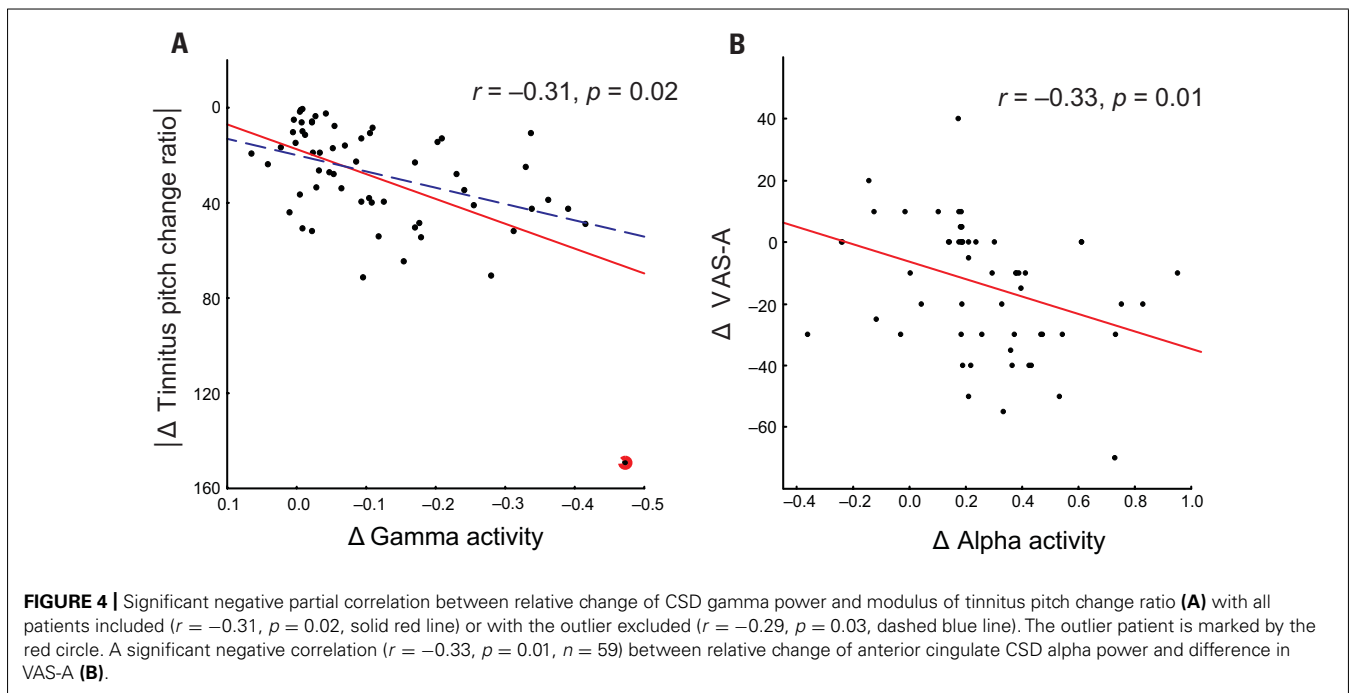 A
r = –0.31, p = 0.02
|Δ Tinnitus pitch change ratio|
0
40
80
120
160
0.1 0.0 –0.1 –0.2 –0.3 –0.4 –0.5
Δ Gamma activity
B
r = –0.33, p = 0.01
Δ VAS-A
40
20
0
–20
–40
–60
–0.4 –0.2 0.0 0.2 0.4 0.6 0.8 1.0
Δ Alpha activity
FIGURE 4 | Significant negative partial correlation between relative change of CSD gamma power and modulus of tinnitus pitch change ratio (A) with all
patients included (r = −0.31, p = 0.02, solid red line) or with the outlier excluded (r = −0.29, p = 0.03, dashed blue line). The outlier patient is marked by the
red circle. A significant negative correlation (r = −0.33, p = 0.01, n = 59) between relative change of anterior cingulate CSD alpha power and difference in
VAS-A (B).